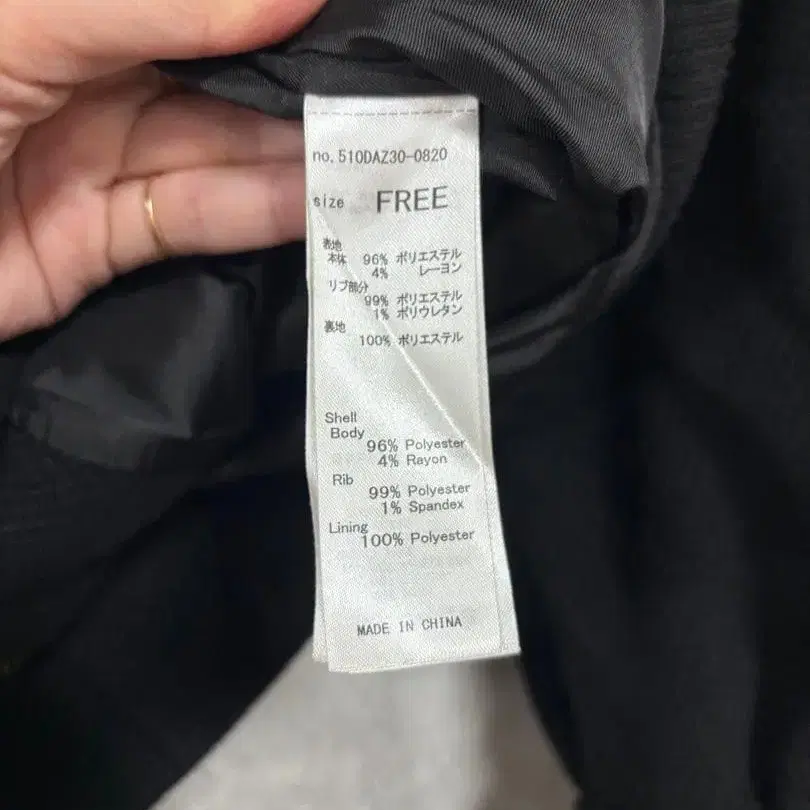 no.510DAZ30-0820
size FREE
表地
本体 96% ポリエステル
4% レーヨン
リブ部分
99% ポリエステル
1% ポリウレタン
裏地
100% ポリエステル
Shell
Body
96% Polyester
4% Rayon
Rib
99% Polyester
1% Spandex
Lining
100% Polyester
MADE IN CHINA